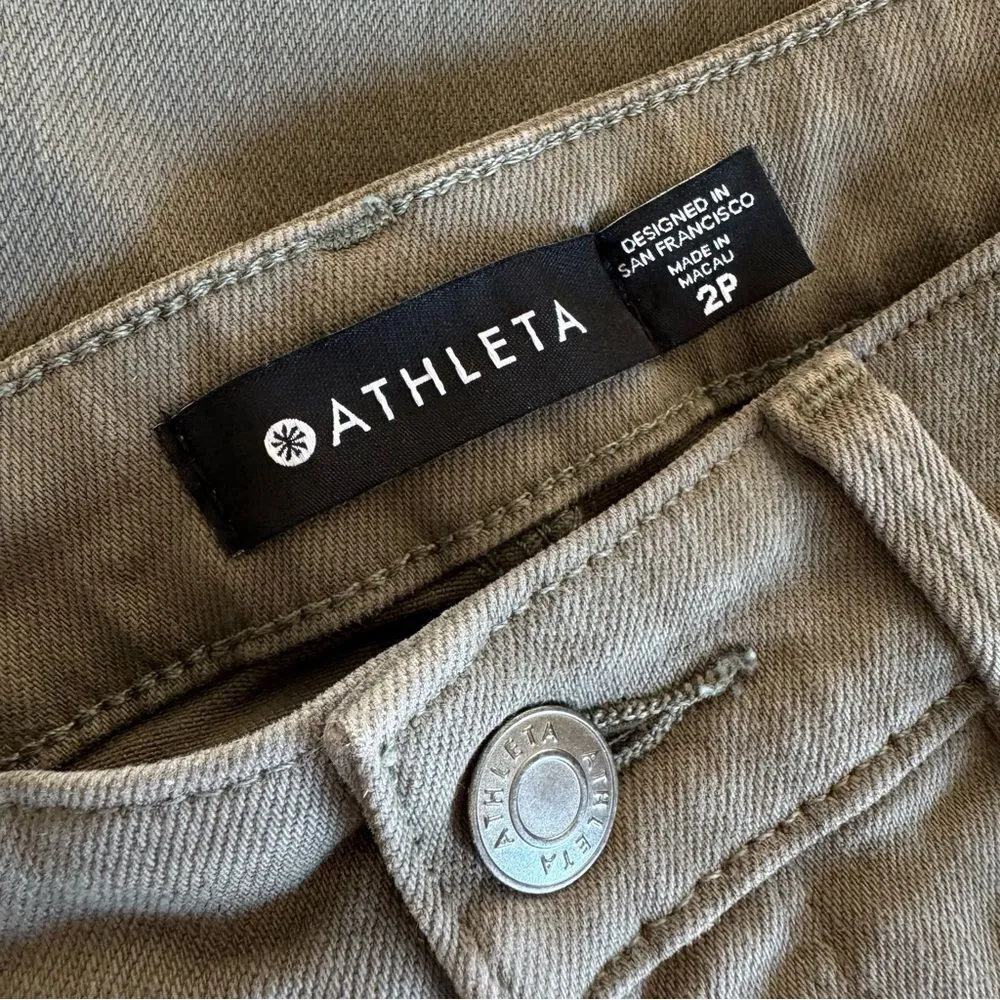 ATHLETA
DESIGNED IN
SAN FRANCISCO
MADE IN
MACAU
2P
ATHLETA ATHLETA